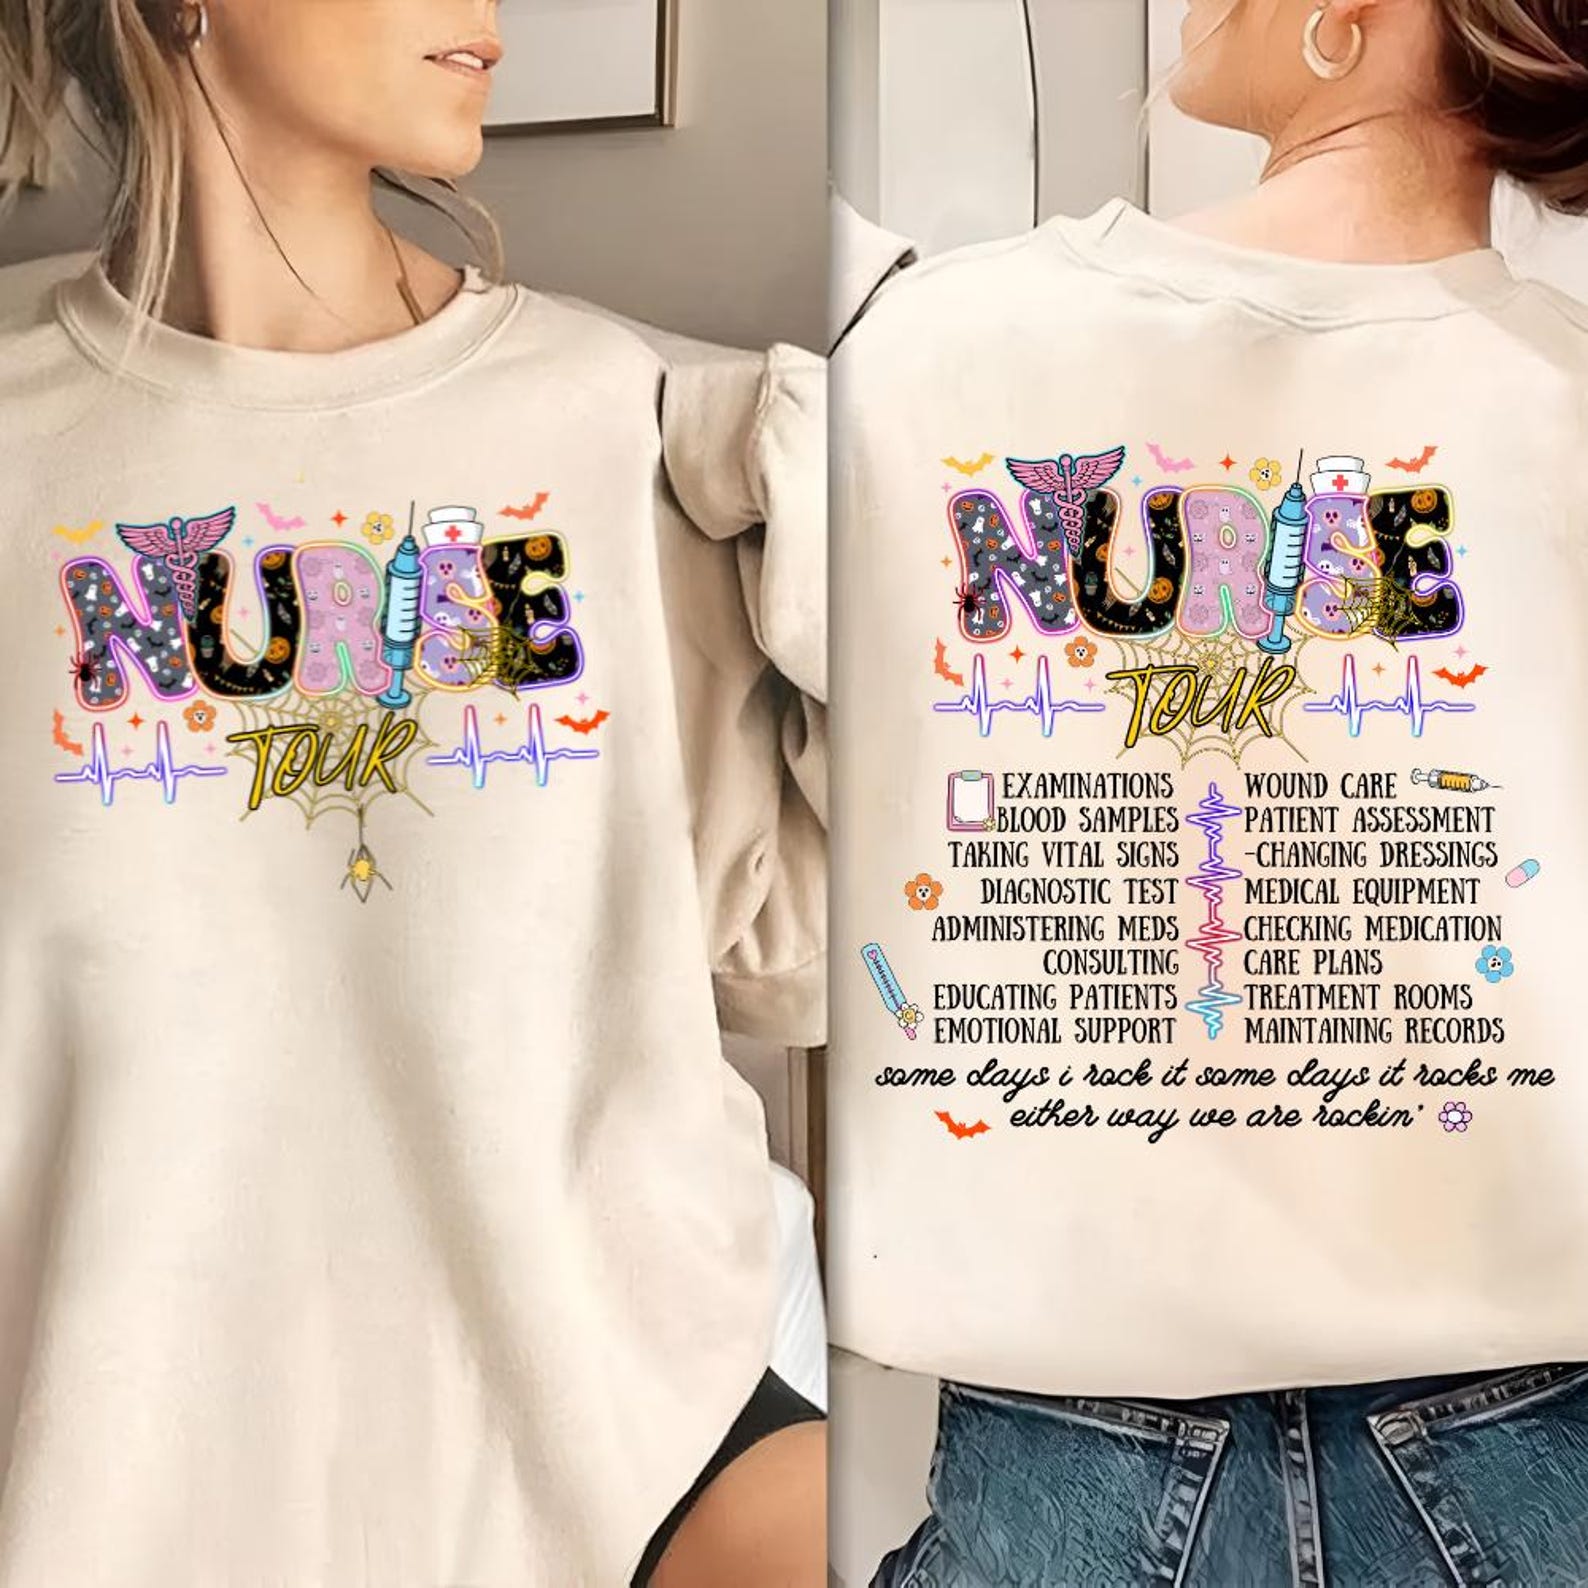 NURSE
TOUR
NURSE
TOUR
EXAMINATIONS
BLOOD SAMPLES
TAKING VITAL SIGNS
DIAGNOSTIC TEST
ADMINISTERING MEDS
CONSULTING
EDUCATING PATIENTS
EMOTIONAL SUPPORT
WOUND CARE
PATIENT ASSESSMENT
-CHANGING DRESSINGS
MEDICAL EQUIPMENT
CHECKING MEDICATION
CARE PLANS
TREATMENT ROOMS
MAINTAINING RECORDS
some days i rock it some days it rocks me
either way we are rockin'